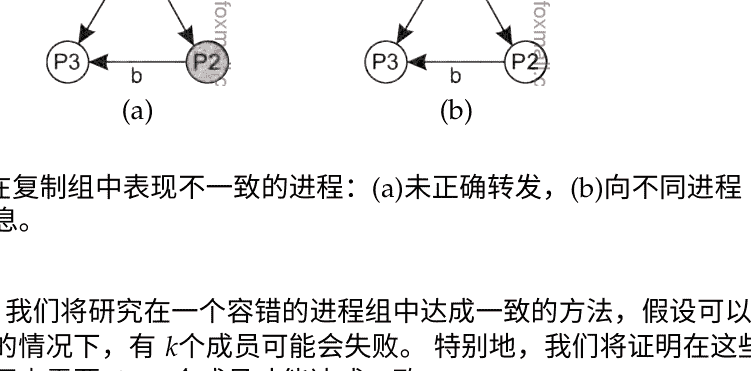 P3
P2
b
(a)
P3
P2
b
(b)
在复制组中表现不一致的进程：(a)未正确转发，(b)向不同进程
息。
我们将研究在一个容错的进程组中达成一致的方法，假设可以
的情况下，有 k个成员可能会失败。 特别地，我们将证明在这些